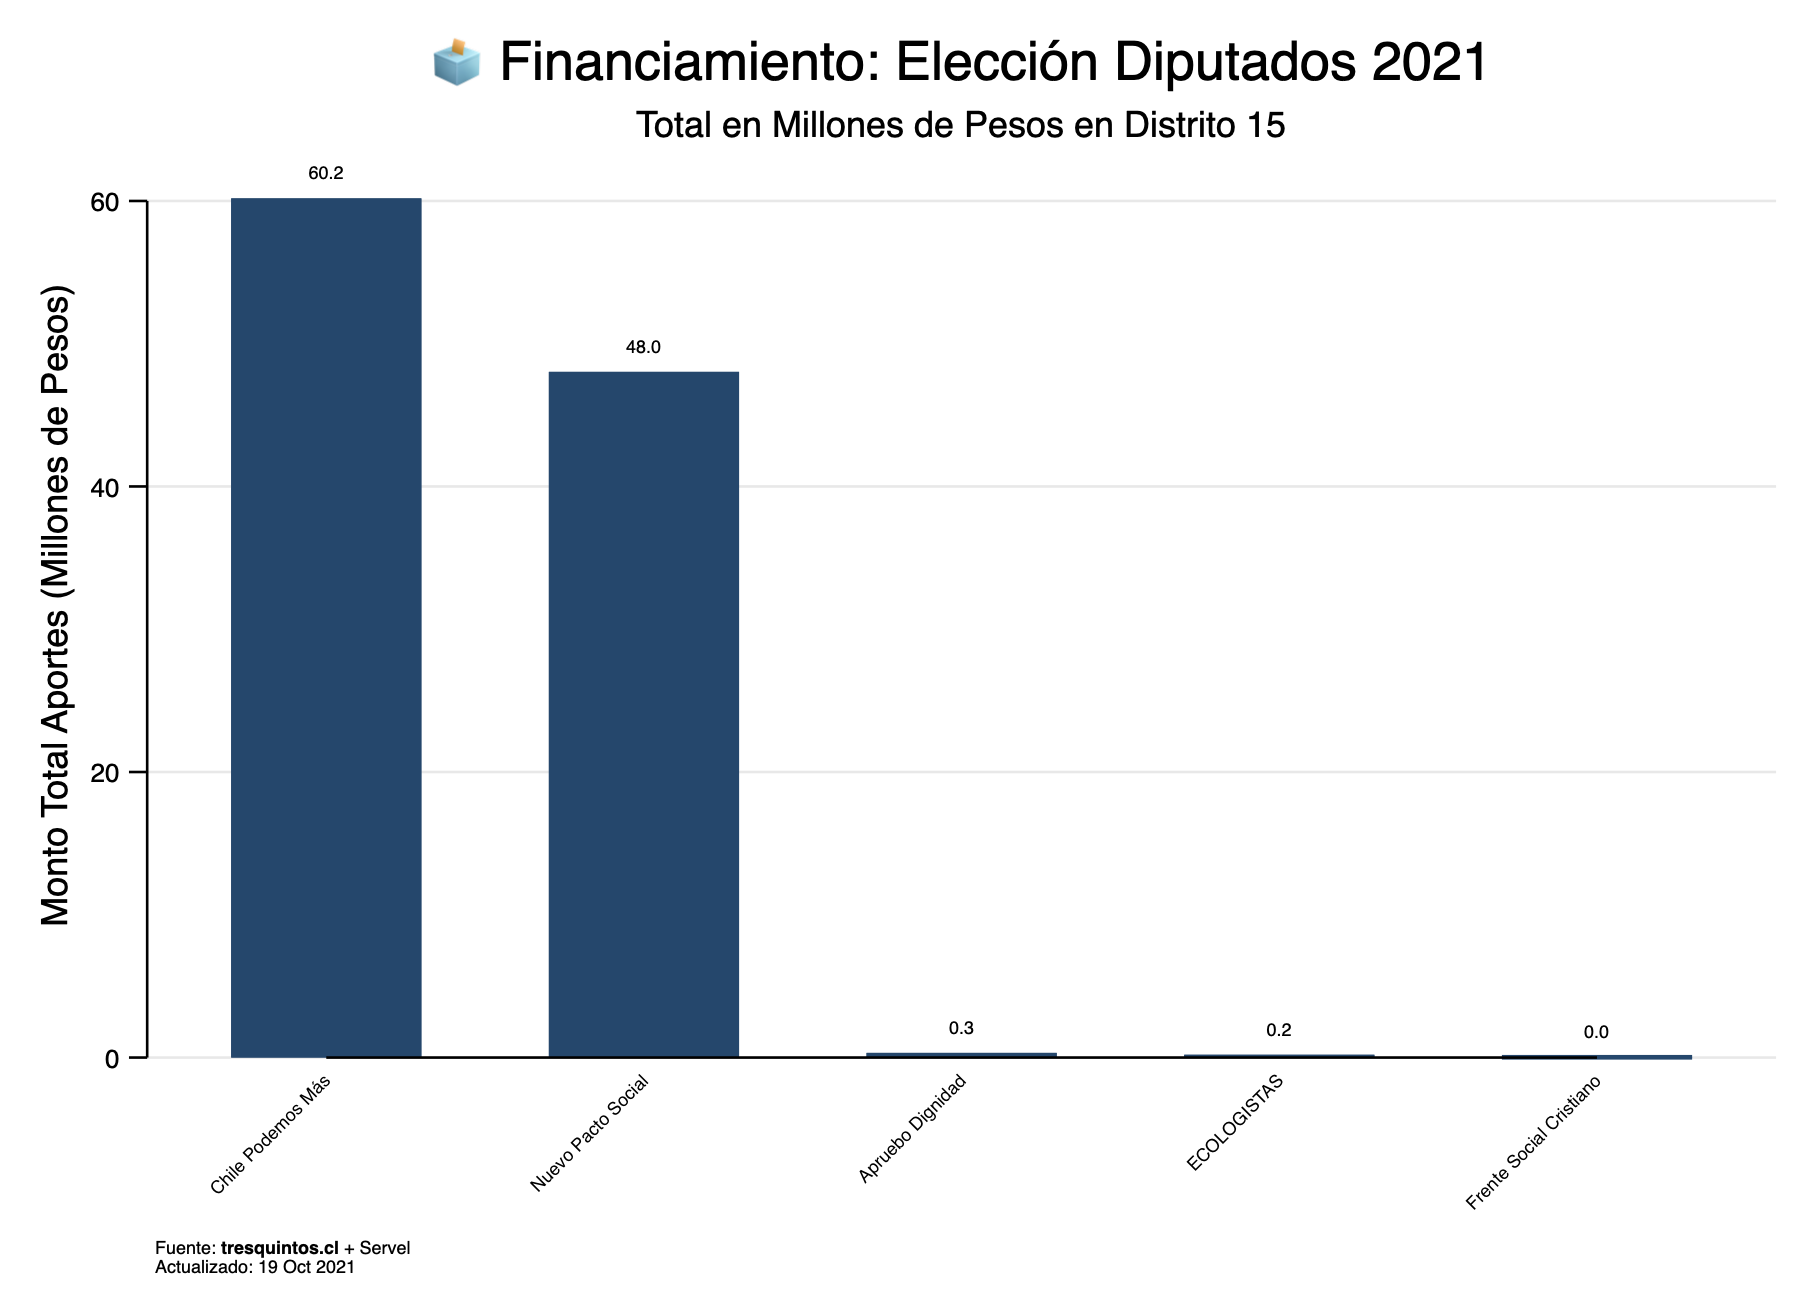 Financiamiento: Elección Diputados 2021
Total en Millones de Pesos en Distrito 15
Monto Total Aportes (Millones de Pesos)
60
40
20
0
60.2
48.0
0.3
0.2
0.0
Chile Podemos Más
Nuevo Pacto Social
Apruebo Dignidad
ECOLOGISTAS
Frente Social Cristiano
Fuente: tresquintos.cl + Servel
Actualizado: 19 Oct 2021